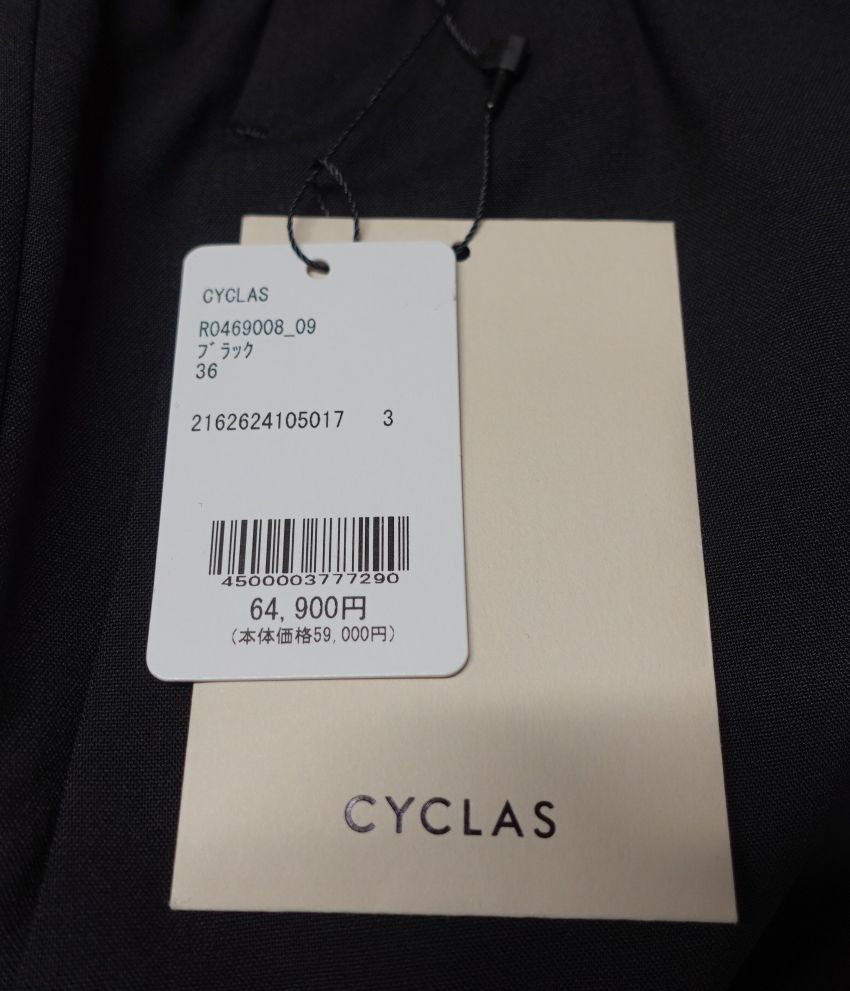 CYCLAS
R0469008_09
ﾌﾞﾗｯｸ
36
2162624105017 3
4500003777290
64,900円
(本体価格59,000円)
CYCLAS